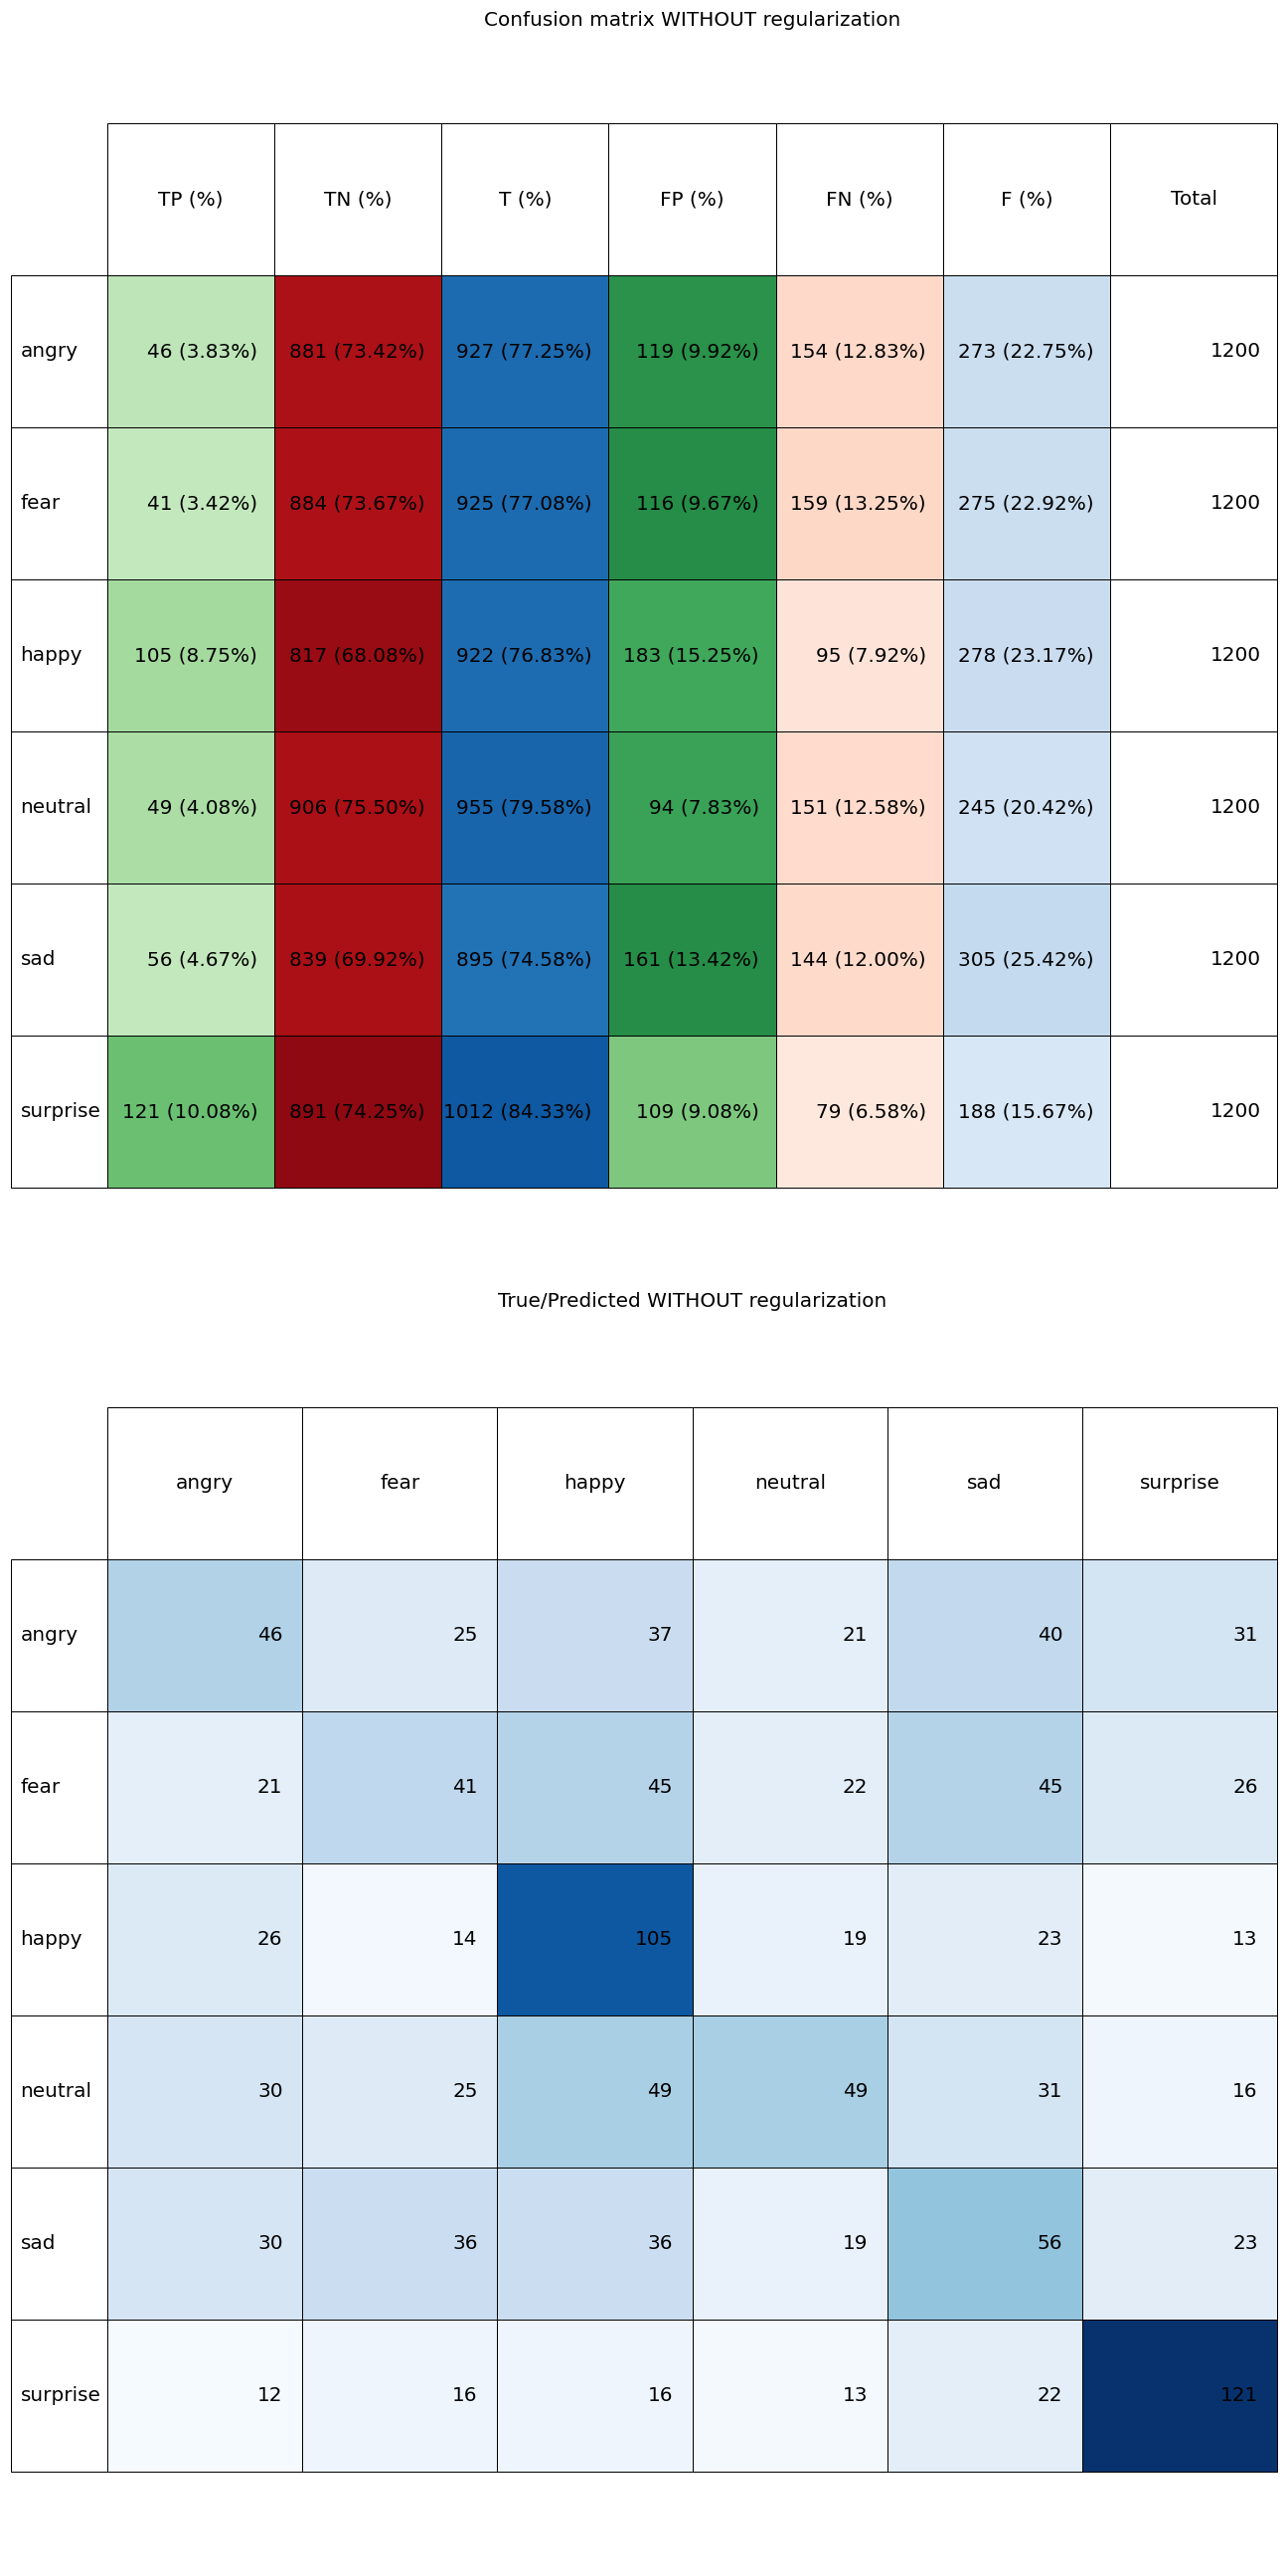 Confusion matrix WITHOUT regularization
TP (%) TN (%) T (%) FP (%) FN (%) F (%) Total
angry 46 (3.83%) 881 (73.42%) 927 (77.25%) 119 (9.92%) 154 (12.83%) 273 (22.75%) 1200
fear 41 (3.42%) 884 (73.67%) 925 (77.08%) 116 (9.67%) 159 (13.25%) 275 (22.92%) 1200
happy 105 (8.75%) 817 (68.08%) 922 (76.83%) 183 (15.25%) 95 (7.92%) 278 (23.17%) 1200
neutral 49 (4.08%) 906 (75.50%) 955 (79.58%) 94 (7.83%) 151 (12.58%) 245 (20.42%) 1200
sad 56 (4.67%) 839 (69.92%) 895 (74.58%) 161 (13.42%) 144 (12.00%) 305 (25.42%) 1200
surprise 121 (10.08%) 891 (74.25%) 1012 (84.33%) 109 (9.08%) 79 (6.58%) 188 (15.67%) 1200
True/Predicted WITHOUT regularization
angry fear happy neutral sad surprise
angry 46 25 37 21 40 31
fear 21 41 45 22 45 26
happy 26 14 105 19 23 13
neutral 30 25 49 49 31 16
sad 30 36 36 19 56 23
surprise 12 16 16 13 22 121